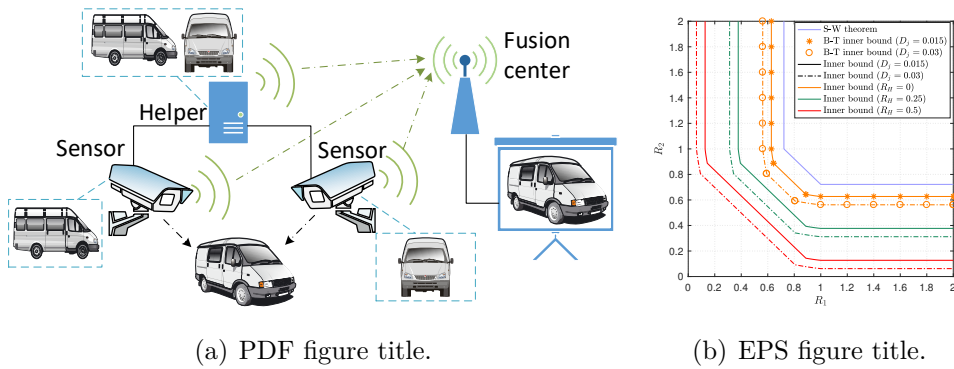 Fusion
center
Helper
Sensor
Sensor
(a) PDF figure title.
2
1.8
1.6
1.4
1.2
1
0.8
0.6
0.4
0.2
0
R₂
S-W theorem
B-T inner bound (Dⱼ = 0.015)
B-T inner bound (Dⱼ = 0.03)
Inner bound (Dⱼ = 0.015)
Inner bound (Dⱼ = 0.03)
Inner bound (R_H = 0)
Inner bound (R_H = 0.25)
Inner bound (R_H = 0.5)
0 0.2 0.4 0.6 0.8 1 1.2 1.4 1.6 1.8 2
R₁
(b) EPS figure title.